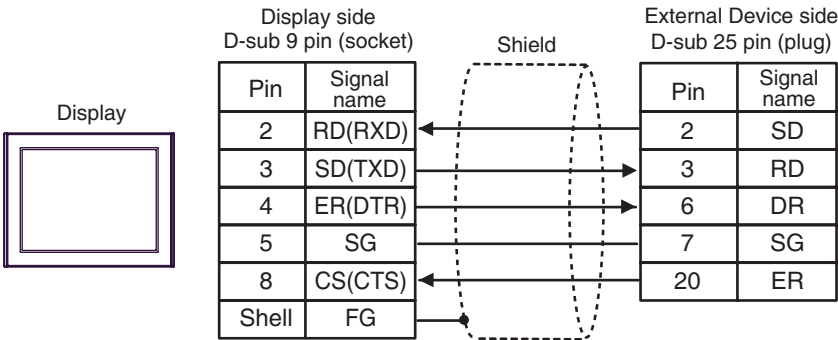 Display side
D-sub 9 pin (socket)
Shield
External Device side
D-sub 25 pin (plug)
Display
Pin Signal name Pin Signal name
2 RD(RXD) 2 SD
3 SD(TXD) 3 RD
4 ER(DTR) 6 DR
5 SG 7 SG
8 CS(CTS) 20 ER
Shell FG